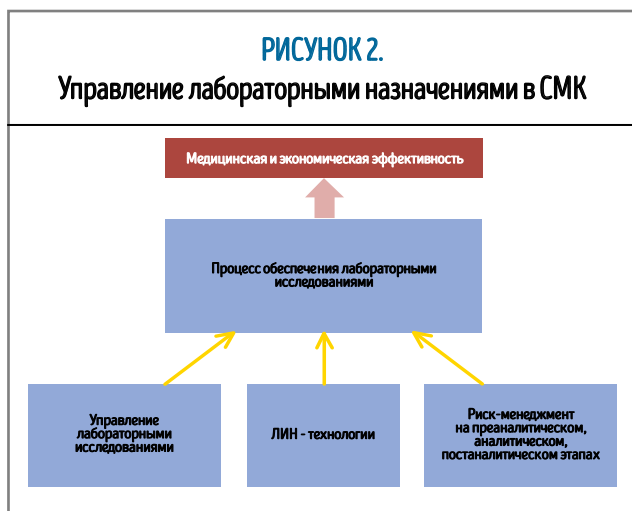 РИСУНОК 2.
Управление лабораторными назначениями в СМК
Медицинская и экономическая эффективность
Процесс обеспечения лабораторными
исследованиями
Управление
лабораторными
исследованиями
ЛИН - технологии
Риск-менеджмент
на преаналитическом,
аналитическом,
постаналитическом этапах